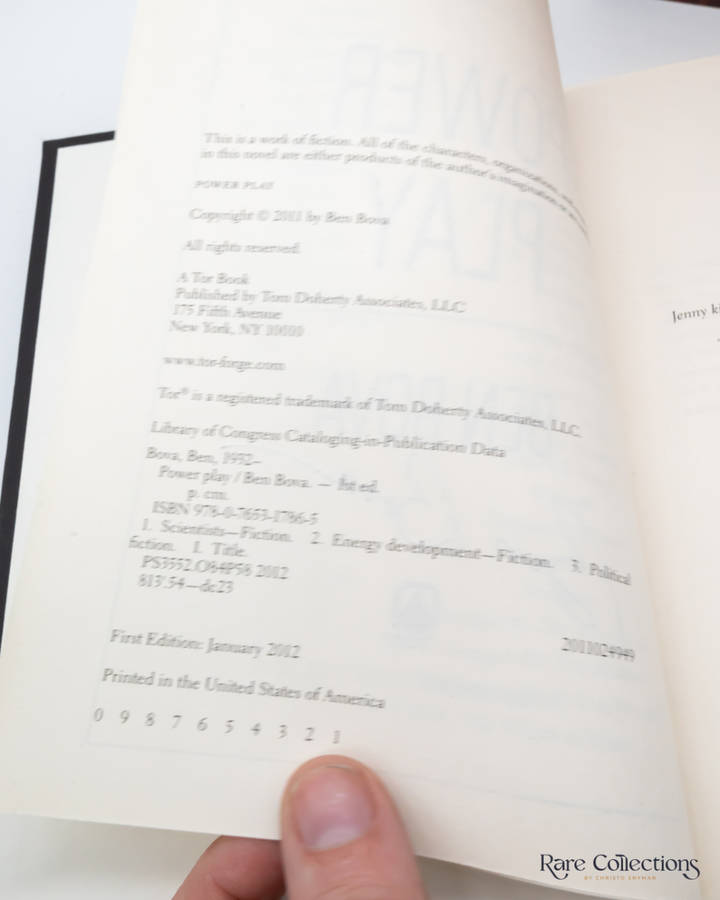 This is a work of fiction. All of the characters, organizations, and
in this novel are either products of the author's imagination or
POWER PLAY
Copyright © 2011 by Ben Bova
All rights reserved.
A Tor Book
Published by Tom Doherty Associates, LLC
175 Fifth Avenue
New York, NY 10010
www.tor-forge.com
Tor® is a registered trademark of Tom Doherty Associates, LLC.
Library of Congress Cataloging-in-Publication Data
Bova, Ben, 1932–
Power play / Ben Bova. — 1st ed.
p. cm.
ISBN 978-0-7653-1786-5
1. Scientists—Fiction. 2. Energy development—Fiction. 3. Political
fiction. I. Title.
PS3552.O84P58 2012
813'.54—dc23
2011024949
First Edition: January 2012
Printed in the United States of America
0 9 8 7 6 5 4 3 2 1
Jenny
POWER
PLAY
Rare Collections
BY CHRISTO SNYMAN